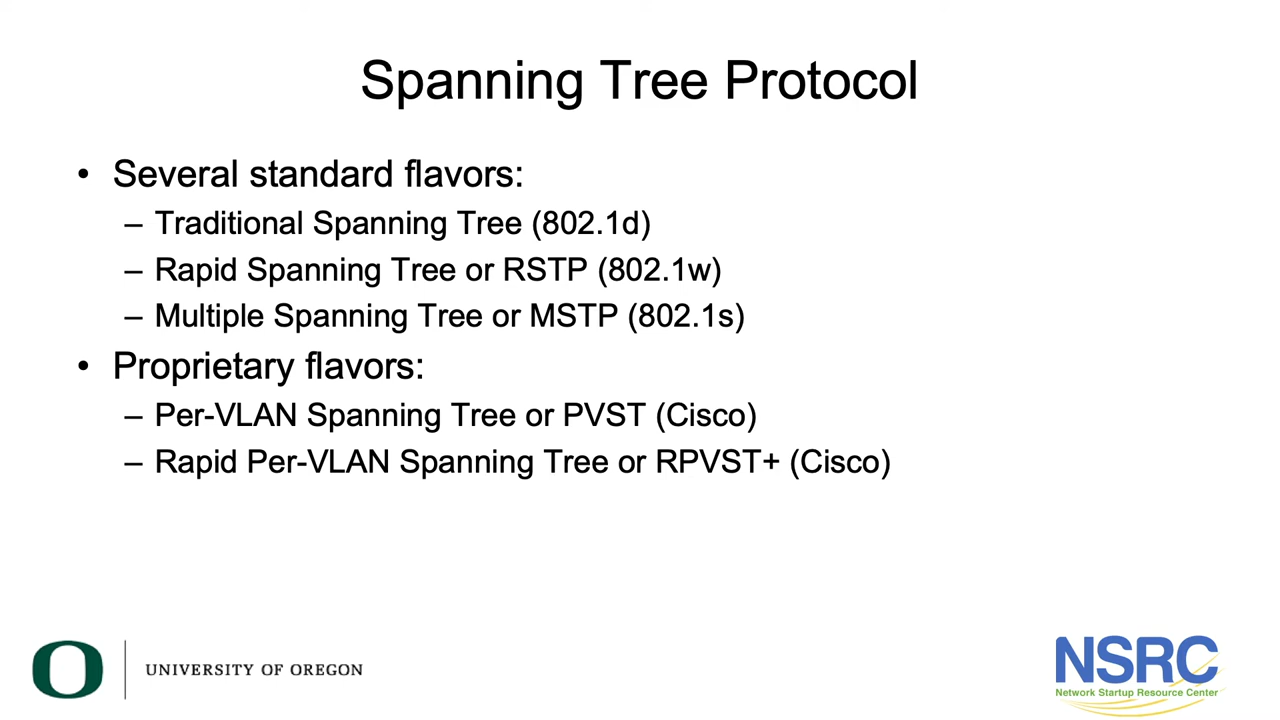 Spanning Tree Protocol
• Several standard flavors:
– Traditional Spanning Tree (802.1d)
– Rapid Spanning Tree or RSTP (802.1w)
– Multiple Spanning Tree or MSTP (802.1s)
• Proprietary flavors:
– Per-VLAN Spanning Tree or PVST (Cisco)
– Rapid Per-VLAN Spanning Tree or RPVST+ (Cisco)
O
UNIVERSITY OF OREGON
NSRC
Network Startup Resource Center